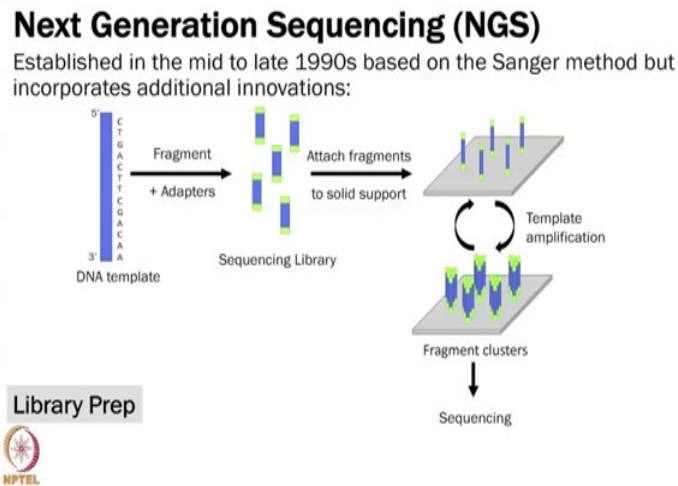 Next Generation Sequencing (NGS)
Established in the mid to late 1990s based on the Sanger method but
incorporates additional innovations:
5'
C
T
G
A
C
T
T
C
G
A
C
A
A
3'
DNA template
Fragment
+ Adapters
Sequencing Library
Attach fragments
to solid support
Template
amplification
Fragment clusters
Sequencing
Library Prep
NPTEL